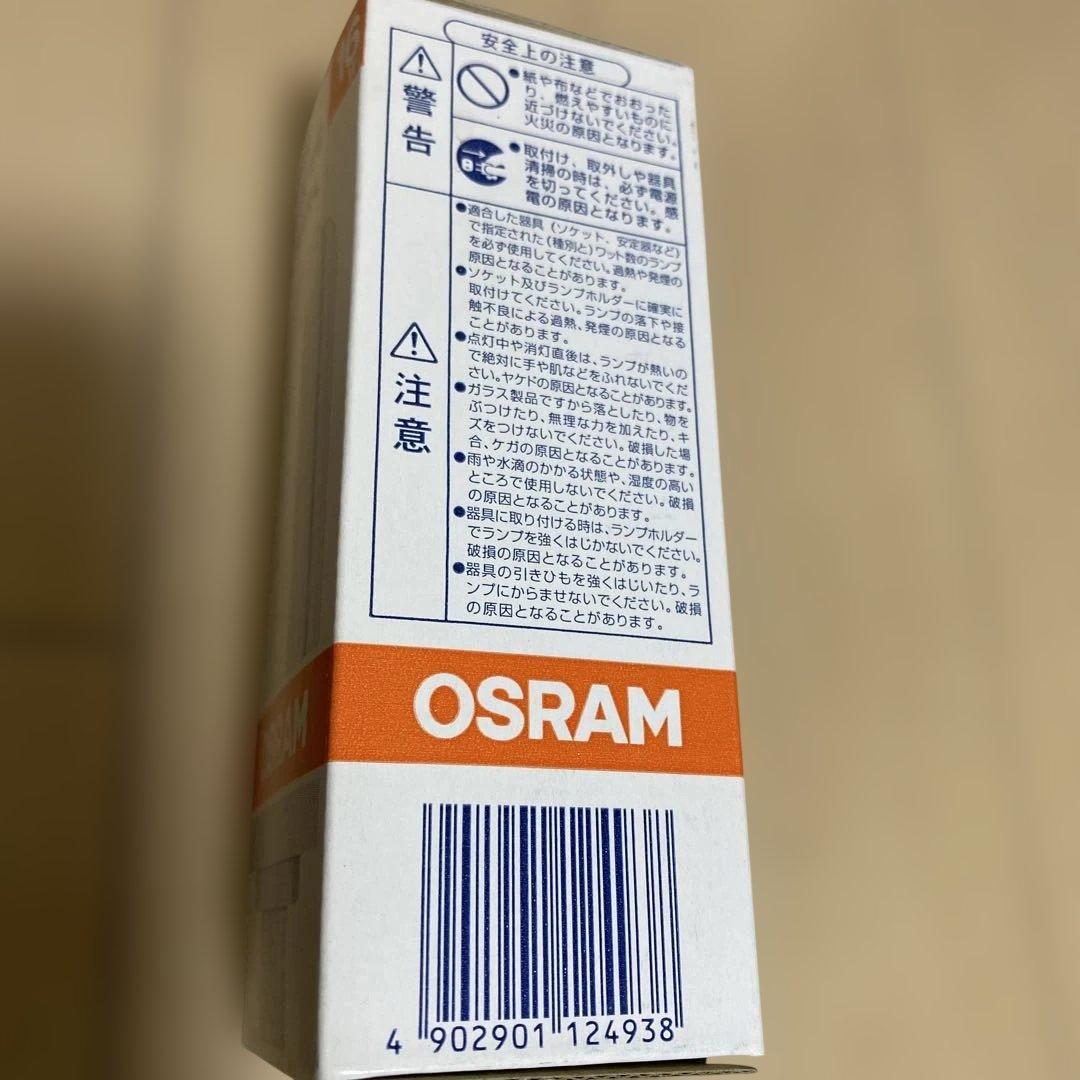 安全上の注意
警告
●紙や布などでおおった
り、燃えやすいものに
近づけないでください。
火災の原因となります。
●取付け、取外しや器具
清掃の時は、必ず電源
を切ってください。感
電の原因となります。
注意
●適合した器具(ソケット、安定器など)
で指定された(種別と)ワット数のランプ
を必ず使用してください。過熱や発煙の
原因となることがあります。
●ソケット及びランプホルダーに確実に
取付けてください。ランプの落下や接
触不良による過熱、発煙の原因となる
ことがあります。
●点灯中や消灯直後は、ランプが熱いの
で絶対に手や肌などをふれないでくだ
さい。ヤケドの原因となることがあります。
●ガラス製品ですから落としたり、物を
ぶつけたり、無理な力を加えたり、キ
ズをつけないでください。破損した場
合、ケガの原因となることがあります。
●雨や水滴のかかる状態や、湿度の高い
ところで使用しないでください。破損
の原因となることがあります。
●器具に取り付ける時は、ランプホルダー
でランプを強くはじかないでください。
破損の原因となることがあります。
●器具の引きひもを強くはじいたり、ラ
ンプにからませないでください。破損
の原因となることがあります。
OSRAM
4 902901 124938